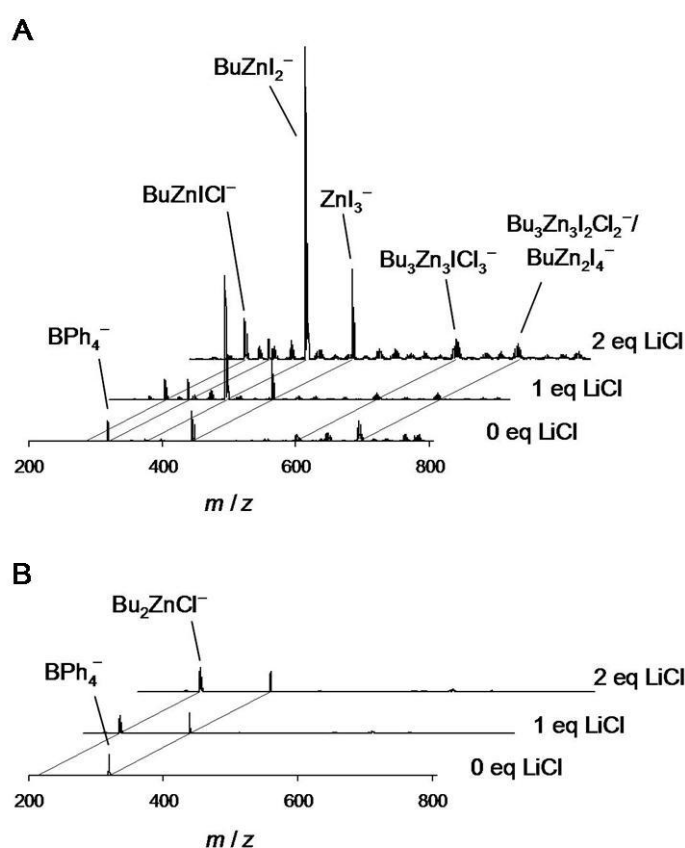 A
BuZnI₂⁻
BuZnICl⁻
ZnI₃⁻
Bu₃Zn₃I₂Cl₂⁻/
Bu₃Zn₃ICl₃⁻
BuZn₂I₄⁻
BPh₄⁻
2 eq LiCl
1 eq LiCl
0 eq LiCl
200 400 600 800
m / z
B
Bu₂ZnCl⁻
BPh₄⁻
2 eq LiCl
1 eq LiCl
0 eq LiCl
200 400 600 800
m / z